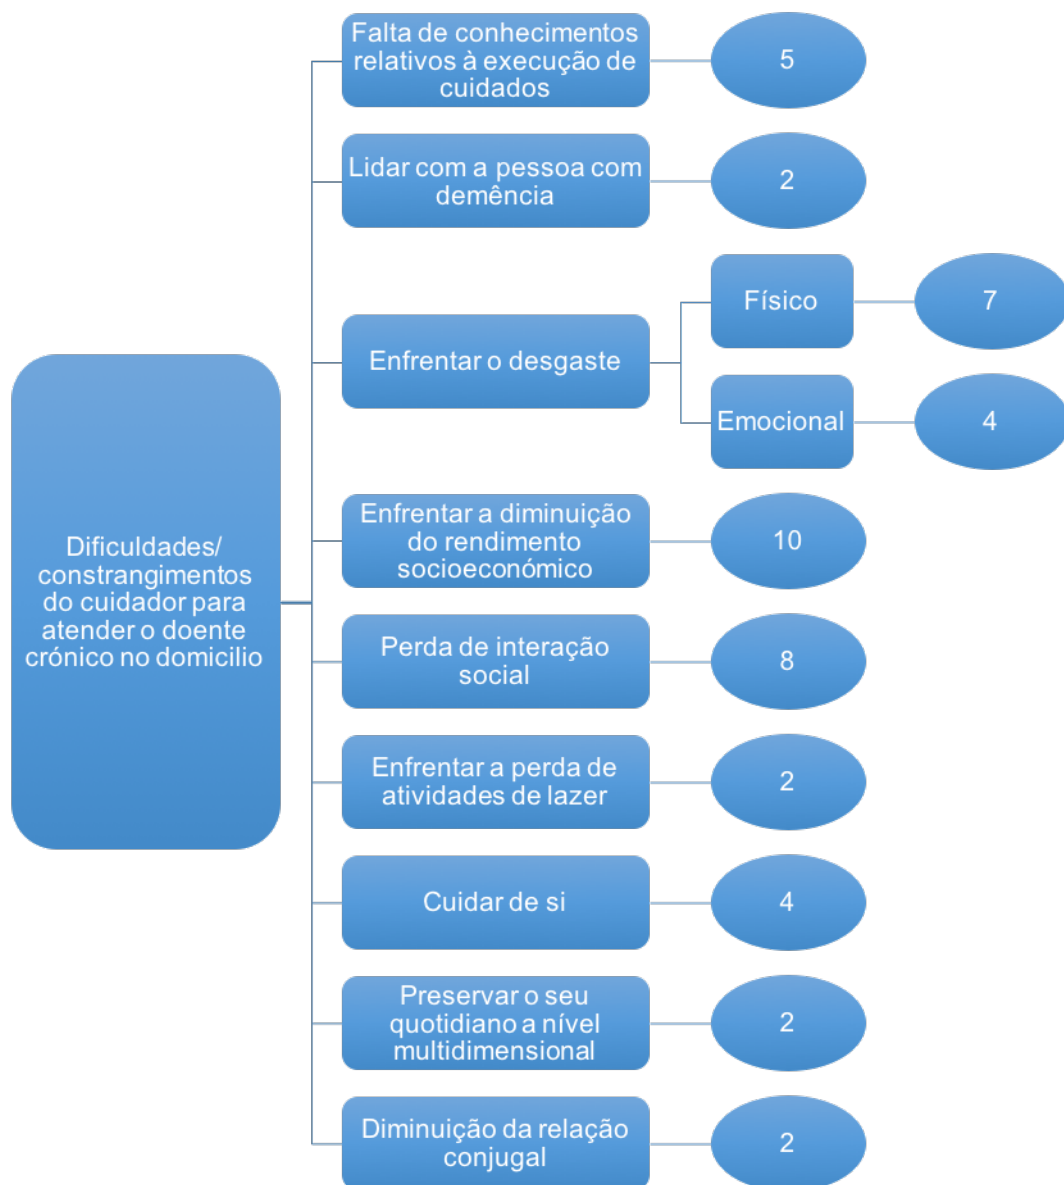 Dificuldades/
constrangimentos
do cuidador para
atender o doente
crónico no domicilio
Falta de conhecimentos
relativos à execução de
cuidados
5
Lidar com a pessoa com
demência
2
Enfrentar o desgaste
Físico
7
Emocional
4
Enfrentar a diminuição
do rendimento
socioeconómico
10
Perda de interação
social
8
Enfrentar a perda de
atividades de lazer
2
Cuidar de si
4
Preservar o seu
quotidiano a nível
multidimensional
2
Diminuição da relação
conjugal
2